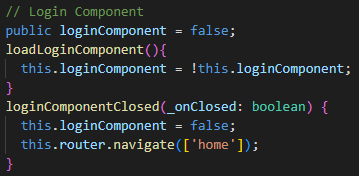 // Login Component
public loginComponent = false;
loadLoginComponent(){
  this.loginComponent = !this.loginComponent;
}
loginComponentClosed(_onClosed: boolean) {
  this.loginComponent = false;
  this.router.navigate(['home']);
}